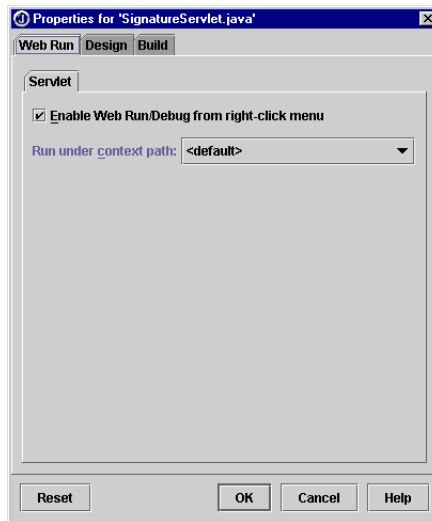 Properties for 'SignatureServlet.java'
Web Run Design Build
Servlet
Enable Web Run/Debug from right-click menu
Run under context path: <default>
Reset OK Cancel Help